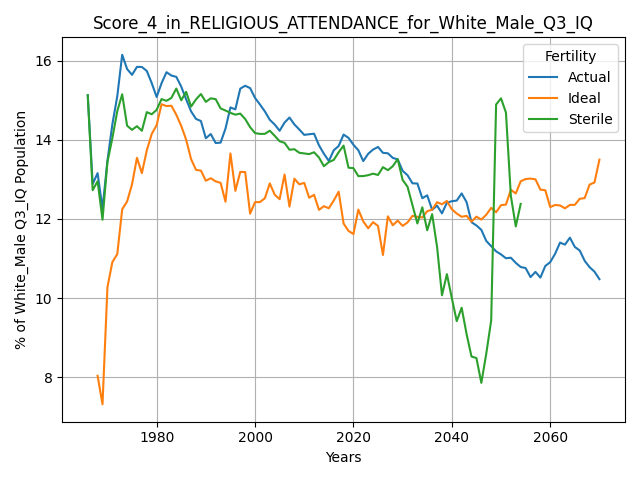 Score_4_in_RELIGIOUS_ATTENDANCE_for_White_Male_Q3_IQ
Fertility
Actual
Ideal
Sterile
% of White_Male Q3_IQ Population
16
14
12
10
8
1980
2000
2020
2040
2060
Years